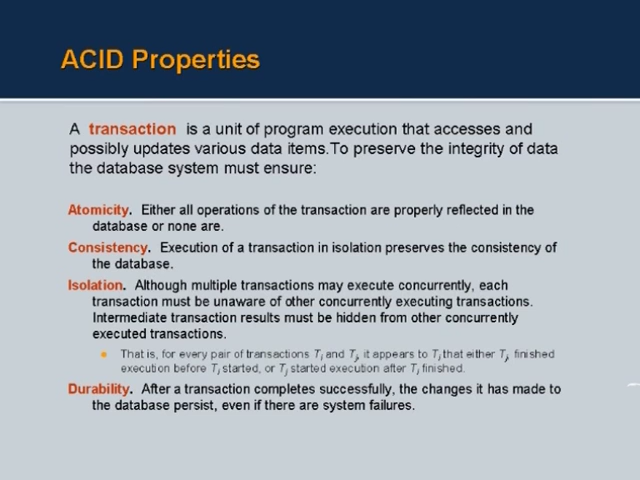 ACID Properties
A transaction is a unit of program execution that accesses and
possibly updates various data items.To preserve the integrity of data
the database system must ensure:
Atomicity. Either all operations of the transaction are properly reflected in the
database or none are.
Consistency. Execution of a transaction in isolation preserves the consistency of
the database.
Isolation. Although multiple transactions may execute concurrently, each
transaction must be unaware of other concurrently executing transactions.
Intermediate transaction results must be hidden from other concurrently
executed transactions.
That is, for every pair of transactions Ti and Tj, it appears to Ti that either Tj, finished
execution before Ti started, or Tj started execution after Ti finished.
Durability. After a transaction completes successfully, the changes it has made to
the database persist, even if there are system failures.